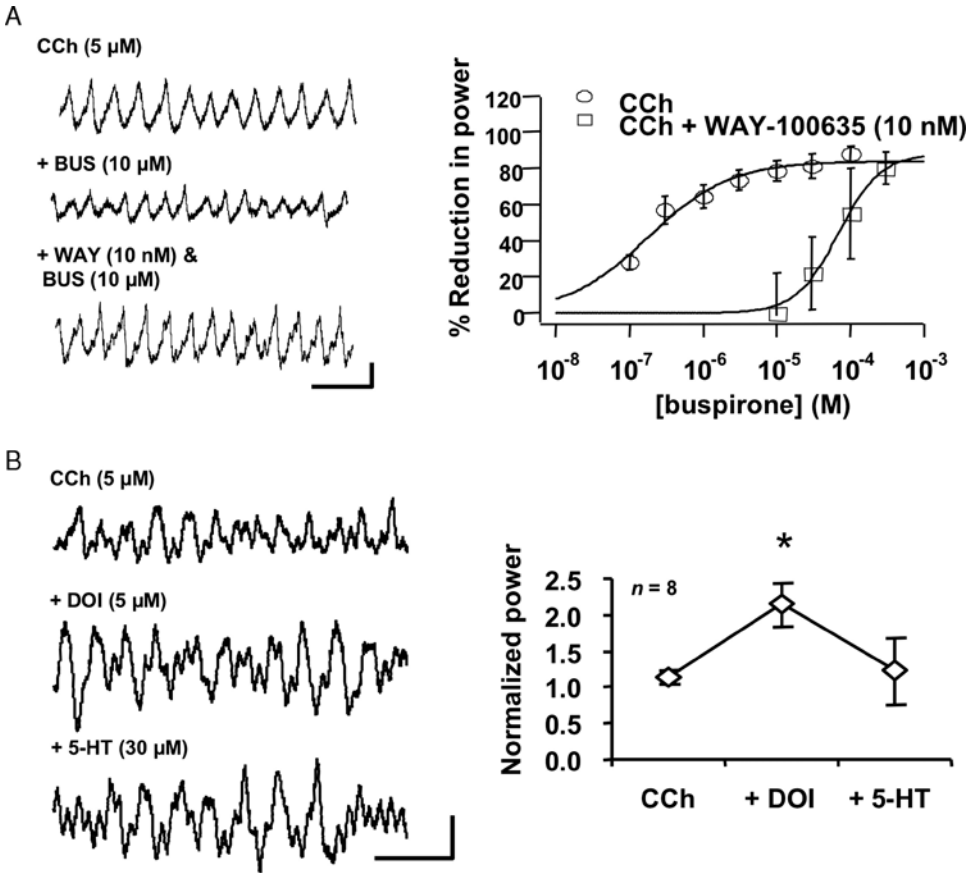 A
CCh (5 µM)
+ BUS (10 µM)
+ WAY (10 nM) &
BUS (10 µM)
CCh
CCh + WAY-100635 (10 nM)
% Reduction in power
120
100
80
60
40
20
0
10-8 10-7 10-6 10-5 10-4 10-3
[buspirone] (M)
B
CCh (5 µM)
+ DOI (5 µM)
+ 5-HT (30 µM)
*
n = 8
Normalized power
2.5
2.0
1.5
1.0
0.5
0.0
CCh + DOI + 5-HT